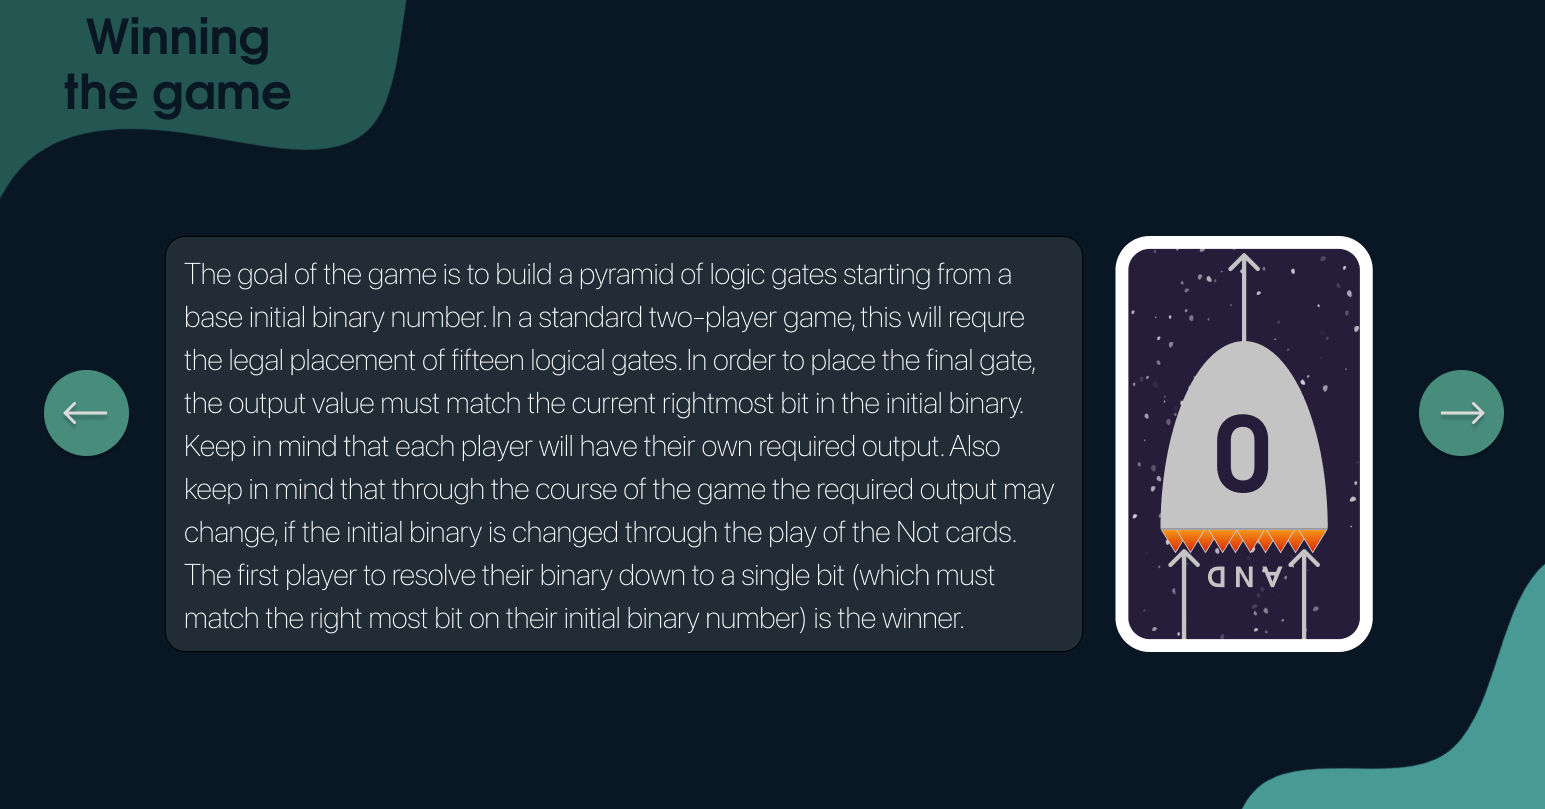 Winning
the game
The goal of the game is to build a pyramid of logic gates starting from a
base initial binary number. In a standard two-player game, this will requre
the legal placement of fifteen logical gates. In order to place the final gate,
the output value must match the current rightmost bit in the initial binary.
Keep in mind that each player will have their own required output. Also
keep in mind that through the course of the game the required output may
change, if the initial binary is changed through the play of the Not cards.
The first player to resolve their binary down to a single bit (which must
match the right most bit on their initial binary number) is the winner.
0
AND